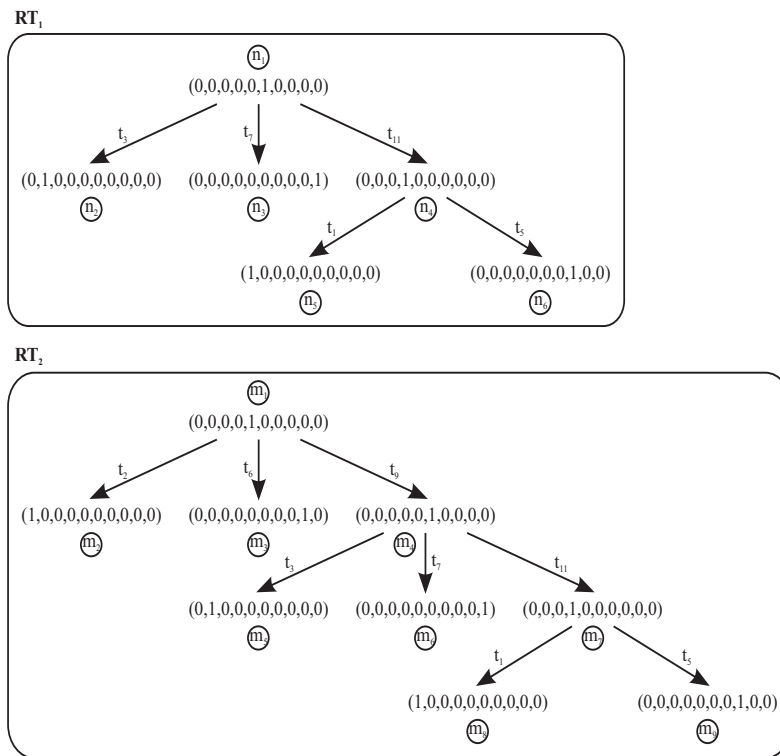 RT₁
n₁
(0,0,0,0,0,1,0,0,0,0)
t₃ t₇ t₁₁
(0,1,0,0,0,0,0,0,0,0) (0,0,0,0,0,0,0,0,0,1) (0,0,0,1,0,0,0,0,0,0)
n₂ n₃ n₄
t₁ t₅
(1,0,0,0,0,0,0,0,0,0) (0,0,0,0,0,0,0,1,0,0)
n₅ n₆
RT₂
m₁
(0,0,0,0,1,0,0,0,0,0)
t₂ t₆ t₉
(1,0,0,0,0,0,0,0,0,0) (0,0,0,0,0,0,0,0,1,0) (0,0,0,0,0,1,0,0,0,0)
m₂ m₃ m₄
t₃ t₇ t₁₁
(0,1,0,0,0,0,0,0,0,0) (0,0,0,0,0,0,0,0,0,1) (0,0,0,1,0,0,0,0,0,0)
m₅ m₆ m₇
t₁ t₅
(1,0,0,0,0,0,0,0,0,0) (0,0,0,0,0,0,0,1,0,0)
m₈ m₉